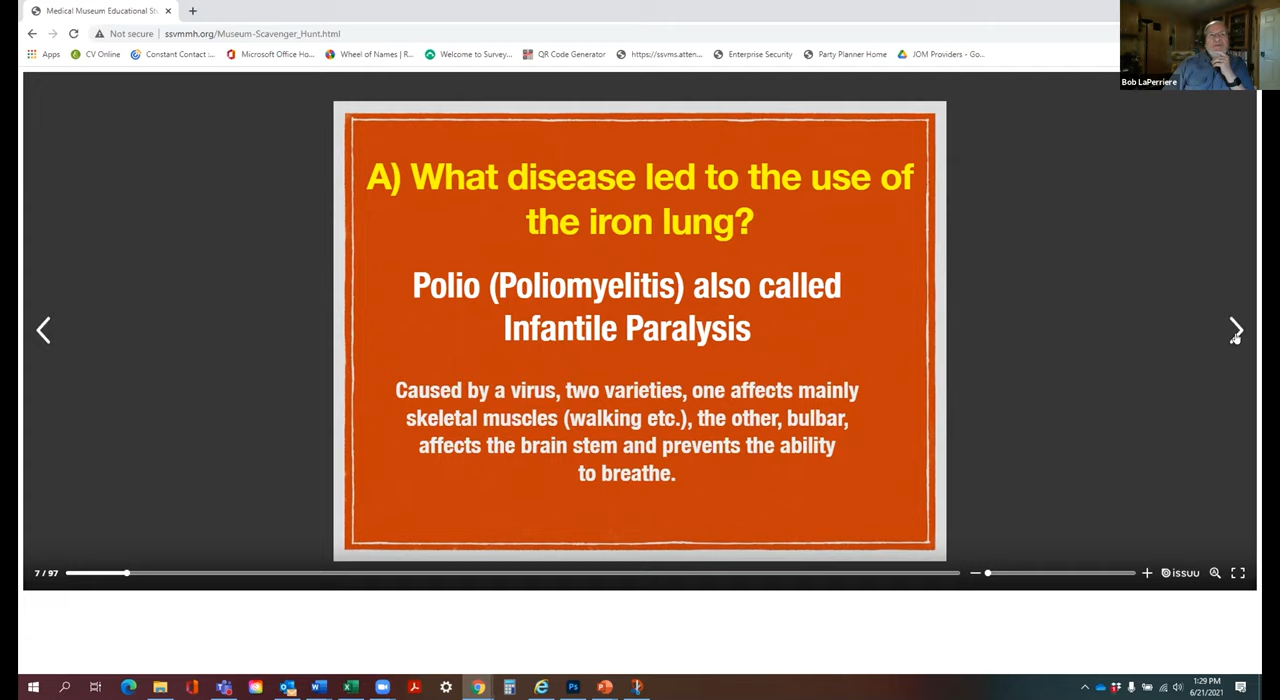 Medical Museum Educational St
Not secure | ssvmmh.org/Museum-Scavenger_Hunt.html
Apps CV Online Constant Contact :... Microsoft Office Ho... Wheel of Names | R... Welcome to Survey... QR Code Generator https://ssvms.atten... Enterprise Security Party Planner Home JOM Providers - Go...
Bob LaPerriere
A) What disease led to the use of
the iron lung?
Polio (Poliomyelitis) also called
Infantile Paralysis
Caused by a virus, two varieties, one affects mainly
skeletal muscles (walking etc.), the other, bulbar,
affects the brain stem and prevents the ability
to breathe.
7 / 97
issuu
1:29 PM
6/21/2021